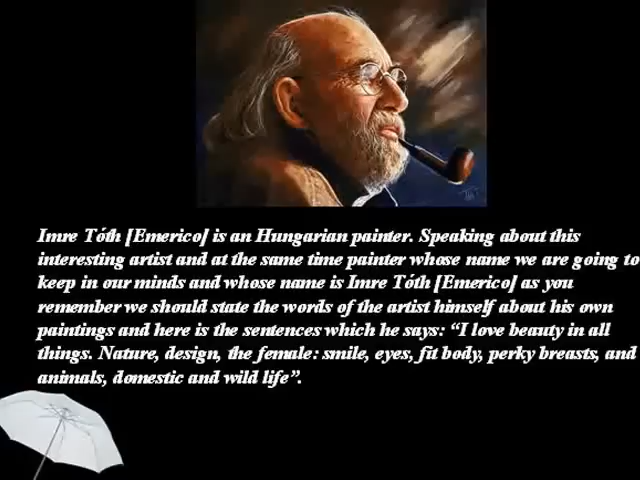 Imre Tóth [Emerico] is an Hungarian painter. Speaking about this
interesting artist and at the same time painter whose name we are going to
keep in our minds and whose name is Imre Tóth [Emerico] as you
remember we should state the words of the artist himself about his own
paintings and here is the sentences which he says: “I love beauty in all
things. Nature, design, the female: smile, eyes, fit body, perky breasts, and
animals, domestic and wild life”.